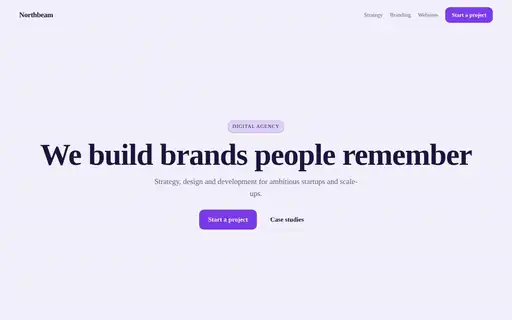 Northbeam
Strategy Branding Websites Start a project
DIGITAL AGENCY
We build brands people remember
Strategy, design and development for ambitious startups and scale-
ups.
Start a project Case studies